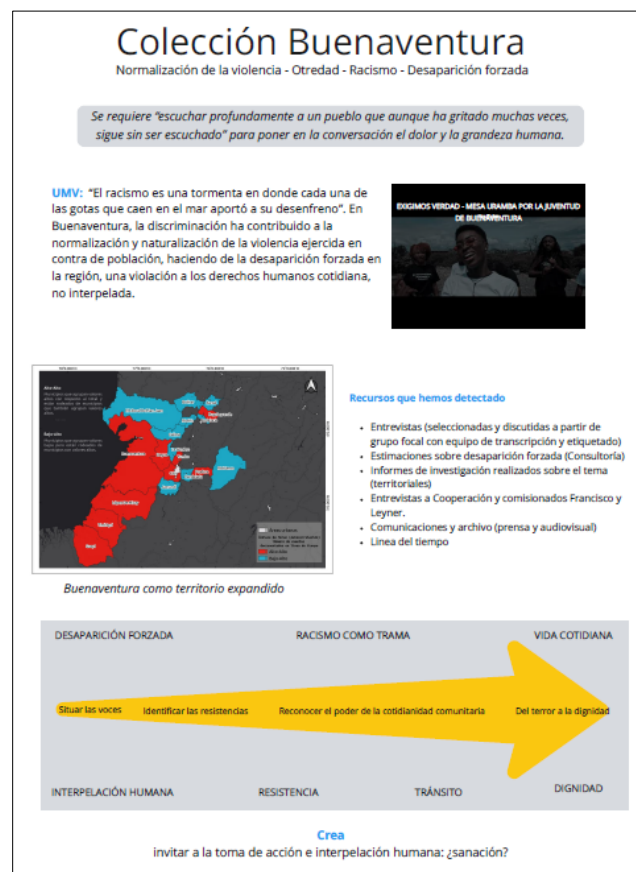 Colección Buenaventura
Normalización de la violencia - Otredad - Racismo - Desaparición forzada
Se requiere “escuchar profundamente a un pueblo que aunque ha gritado muchas veces,
sigue sin ser escuchado” para poner en la conversación el dolor y la grandeza humana.
UMV: “El racismo es una tormenta en donde cada una de
las gotas que caen en el mar aportó a su desenfreno”. En
Buenaventura, la discriminación ha contribuido a la
normalización y naturalización de la violencia ejercida en
contra de población, haciendo de la desaparición forzada en
la región, una violación a los derechos humanos cotidiana,
no interpelada.
EXIGIMOS VERDAD - MESA URAMBA POR LA JUVENTUD
DE BUENAVENTURA
Buenaventura como territorio expandido
Recursos que hemos detectado
• Entrevistas (seleccionadas y discutidas a partir de
grupo focal con equipo de transcripción y etiquetado)
• Estimaciones sobre desaparición forzada (Consultoría)
• Informes de investigación realizados sobre el tema
(territoriales)
• Entrevistas a Cooperación y comisionados Francisco y
Leyner.
• Comunicaciones y archivo (prensa y audiovisual)
• Linea del tiempo
DESAPARICIÓN FORZADA RACISMO COMO TRAMA VIDA COTIDIANA
Situar las voces Identificar las resistencias Reconocer el poder de la cotidianidad comunitaria Del terror a la dignidad
INTERPELACIÓN HUMANA RESISTENCIA TRÁNSITO DIGNIDAD
Crea
invitar a la toma de acción e interpelación humana: ¿sanación?